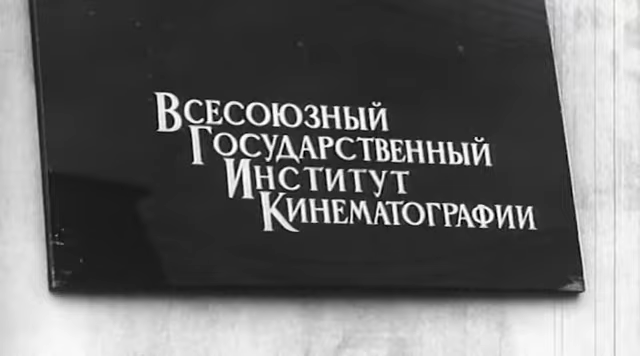 Всесоюзный
Государственный
Институт
Кинематографии